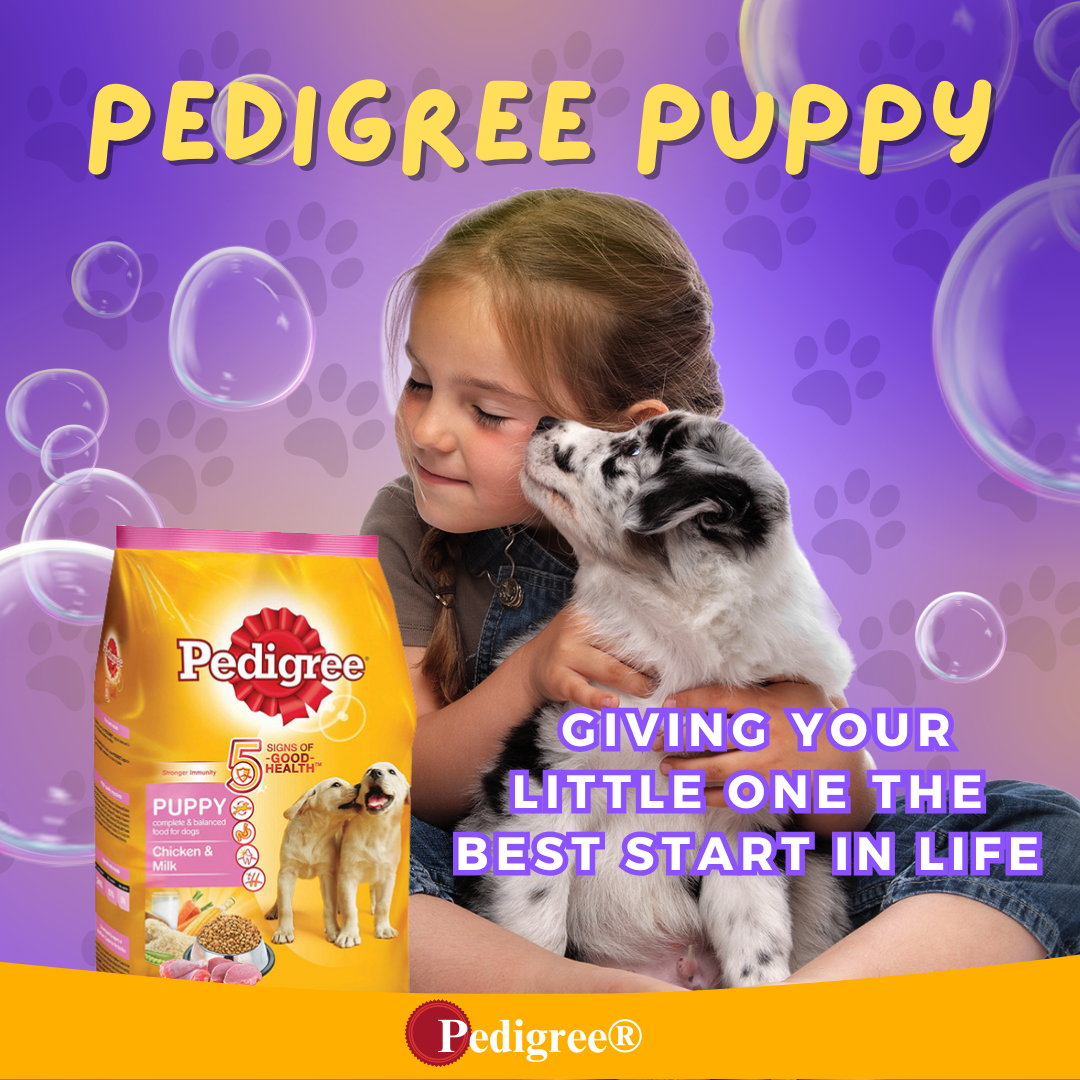 PEDIGREE PUPPY
Pedigree®
Stronger Immunity
5 SIGNS OF
-GOOD-
HEALTH™
PUPPY
complete & balanced
food for dogs
Chicken &
Milk
GIVING YOUR
LITTLE ONE THE
BEST START IN LIFE
Pedigree®